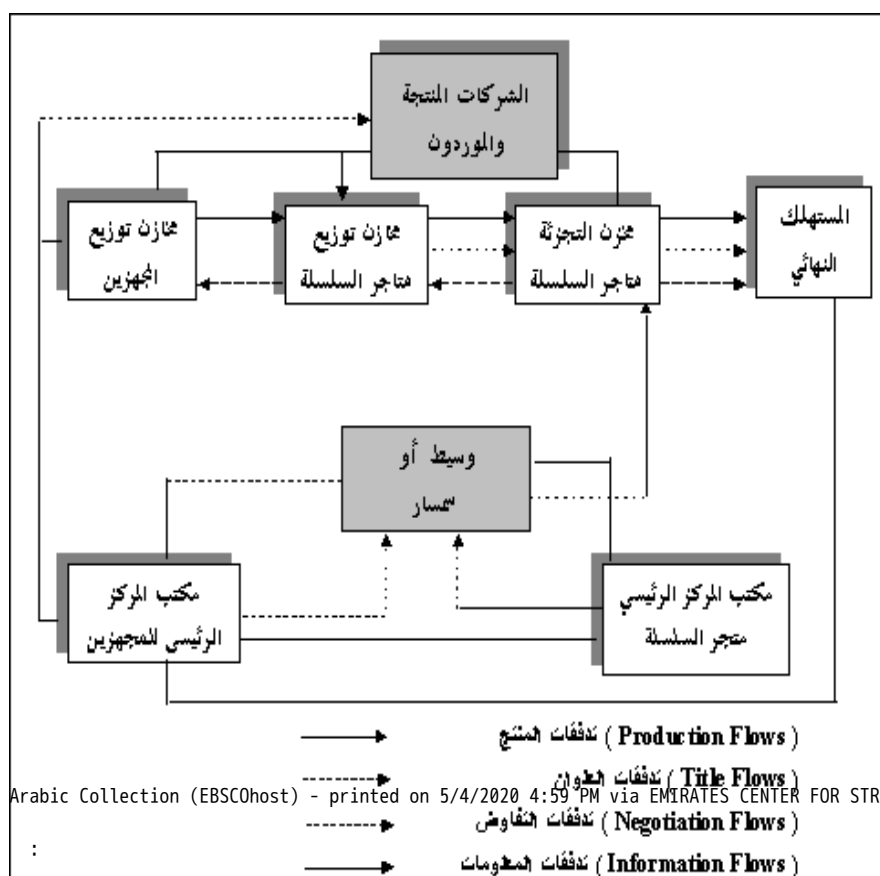 الشركات المنتجة
والموردون
مخازن توزيع
المجهزين
مخازن توزيع
متاجر السلسلة
مخزن التجزئة
متاجر السلسلة
المستهلك
النهائي
وسيط أو
سمسار
مكتب المركز
الرئيسي للمجهزين
مكتب المركز الرئيسي
متجر السلسلة
تدفقات المنتج ( Production Flows )
تدفقات العنوان ( Title Flows )
Arabic Collection (EBSCOhost) - printed on 5/4/2020 4:59 PM via EMIRATES CENTER FOR STR
تدفقات التفاوض ( Negotiation Flows )
:
تدفقات المعلومات ( Information Flows )